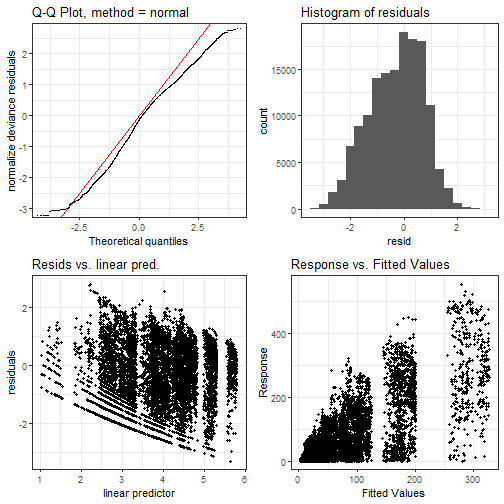 Q-Q Plot, method = normal
normalize deviance residuals
2
1
0
-1
-2
-3
-2.5
0.0
2.5
Theoretical quantiles
Histogram of residuals
count
15000
10000
5000
0
-2
0
2
resid
Resids vs. linear pred.
residuals
2
0
-2
1
2
3
4
5
6
linear predictor
Response vs. Fitted Values
Response
400
200
0
0
100
200
300
Fitted Values